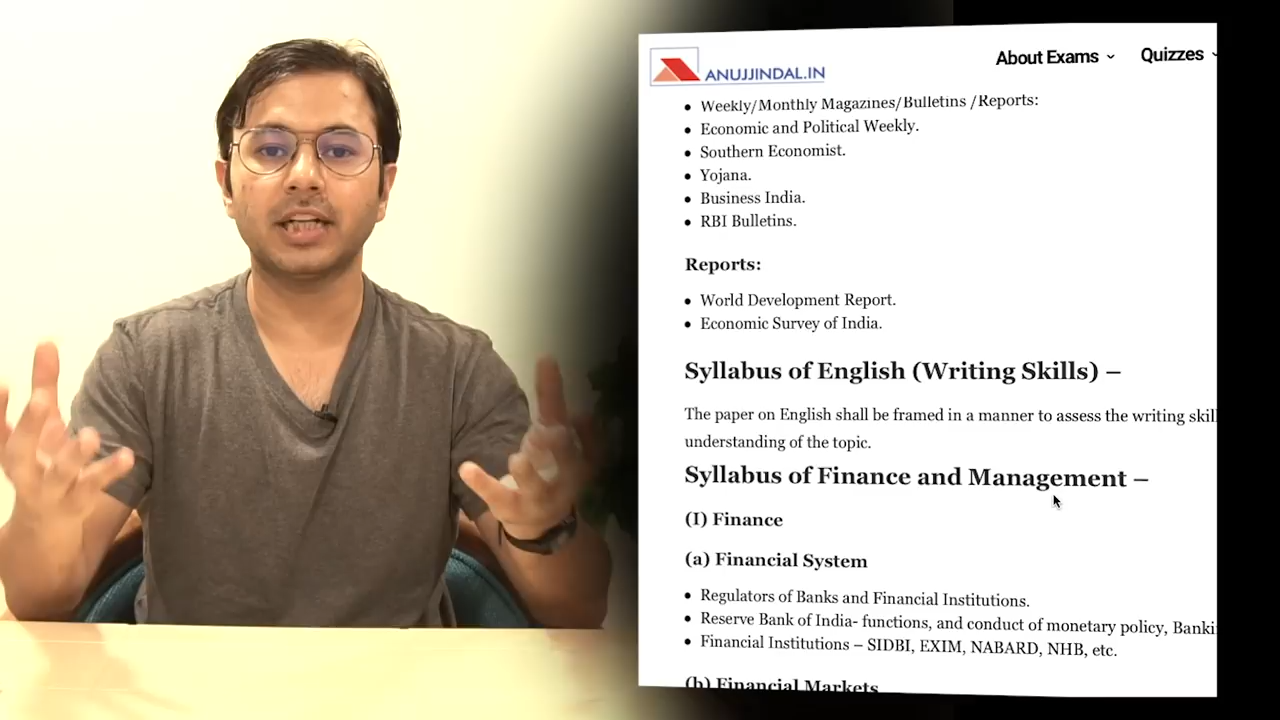 ANUJJINDAL.IN
About Exams
Quizzes
Weekly/Monthly Magazines/Bulletins /Reports:
Economic and Political Weekly.
Southern Economist.
Yojana.
Business India.
RBI Bulletins.
Reports:
World Development Report.
Economic Survey of India.
Syllabus of English (Writing Skills) –
The paper on English shall be framed in a manner to assess the writing skil
understanding of the topic.
Syllabus of Finance and Management –
(I) Finance
(a) Financial System
Regulators of Banks and Financial Institutions.
Reserve Bank of India- functions, and conduct of monetary policy, Banki
Financial Institutions – SIDBI, EXIM, NABARD, NHB, etc.
(b) Financial Markets